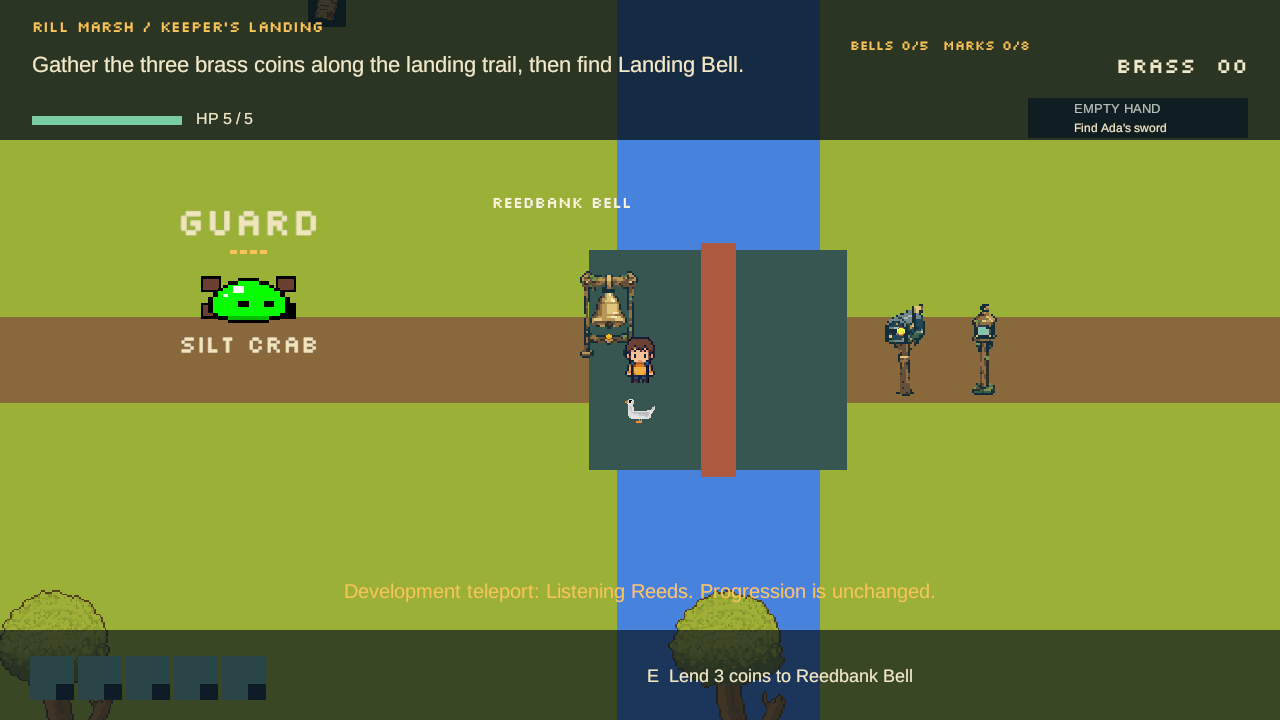 RILL MARSH / KEEPER'S LANDING
Gather the three brass coins along the landing trail, then find Landing Bell.
HP 5 / 5
BELLS 0/5 MARKS 0/8
BRASS 00
EMPTY HAND
Find Ada's sword
GUARD
SILT CRAB
REEDBANK BELL
Development teleport: Listening Reeds. Progression is unchanged.
E Lend 3 coins to Reedbank Bell